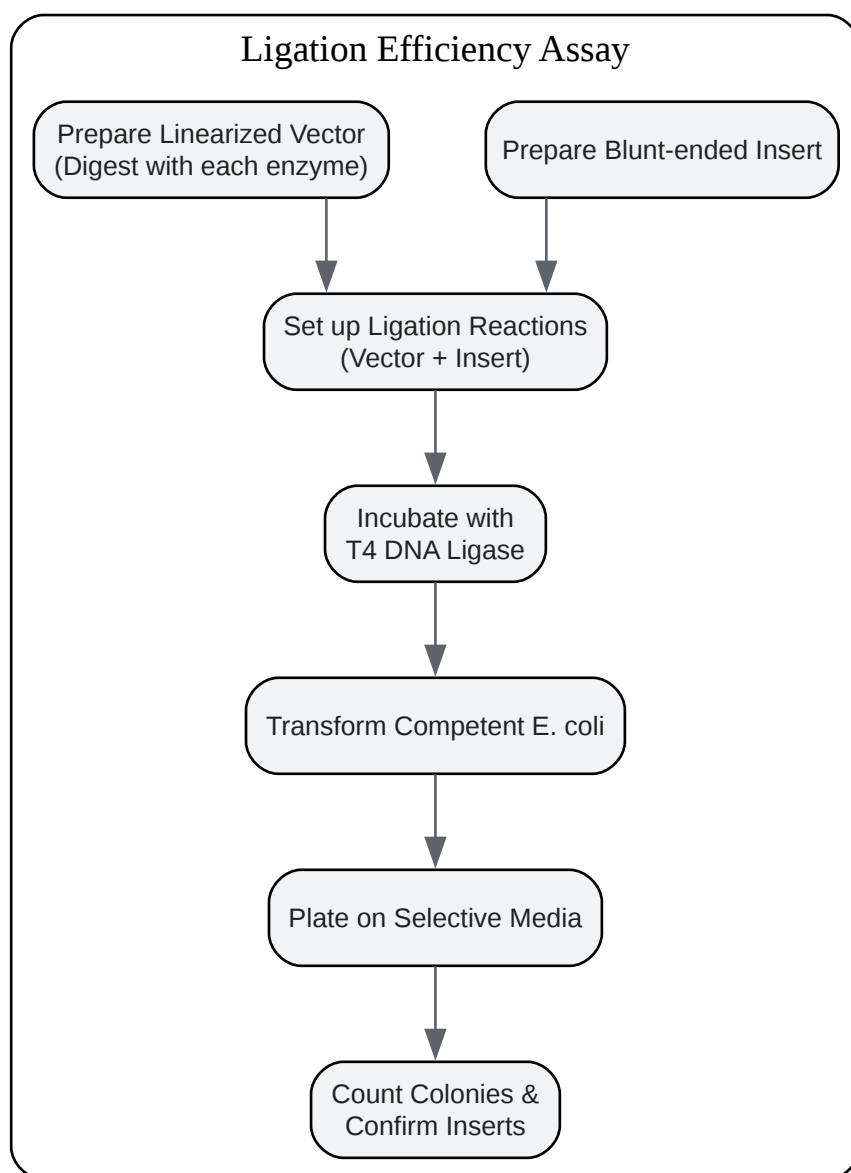 Ligation Efficiency Assay
Prepare Linearized Vector
(Digest with each enzyme)
Prepare Blunt-ended Insert
Set up Ligation Reactions
(Vector + Insert)
Incubate with
T4 DNA Ligase
Transform Competent E. coli
Plate on Selective Media
Count Colonies &
Confirm Inserts